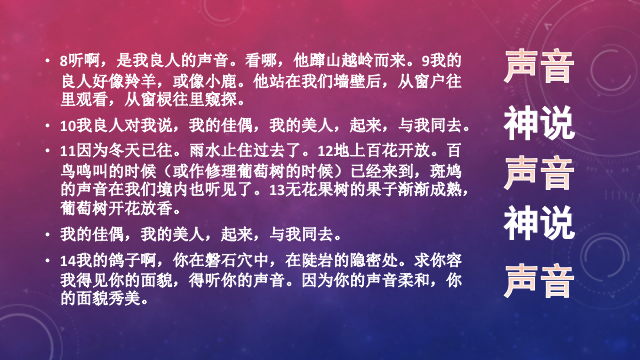 • 8听啊，是我良人的声音。看哪，他蹿山越岭而来。9我的
良人好像羚羊，或像小鹿。他站在我们墙壁后，从窗户往
里观看，从窗棂往里窥探。
• 10我良人对我说，我的佳偶，我的美人，起来，与我同去。
• 11因为冬天已往。雨水止住过去了。12地上百花开放。百
鸟鸣叫的时候（或作修理葡萄树的时候）已经来到，斑鸠
的声音在我们境内也听见了。13无花果树的果子渐渐成熟，
葡萄树开花放香。
• 我的佳偶，我的美人，起来，与我同去。
• 14我的鸽子啊，你在磐石穴中，在陡岩的隐密处。求你容
我得见你的面貌，得听你的声音。因为你的声音柔和，你
的面貌秀美。
声音
神说
声音
神说
声音